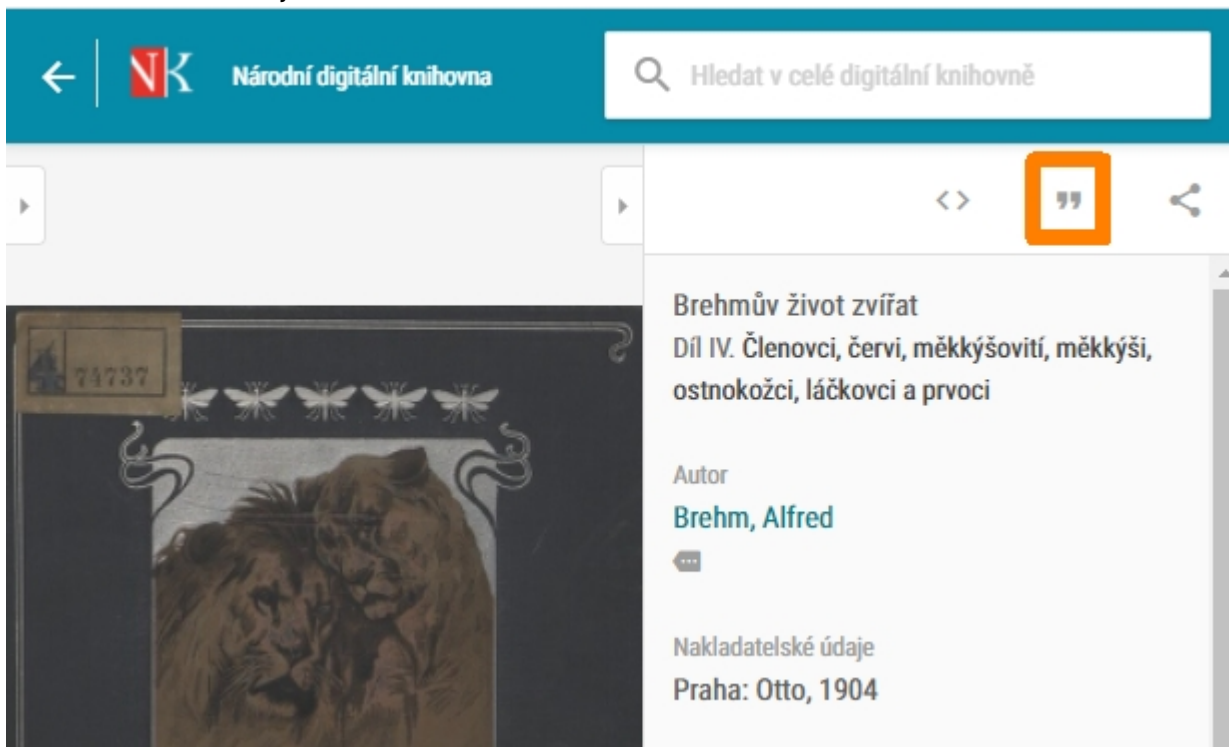 NK Národní digitální knihovna Hledat v celé digitální knihovně
Brehmův život zvířat
Díl IV. Členovci, červi, měkkýšovití, měkkýši,
ostnokožci, láčkovci a prvoci
74737
Autor
Brehm, Alfred
Nakladatelské údaje
Praha: Otto, 1904